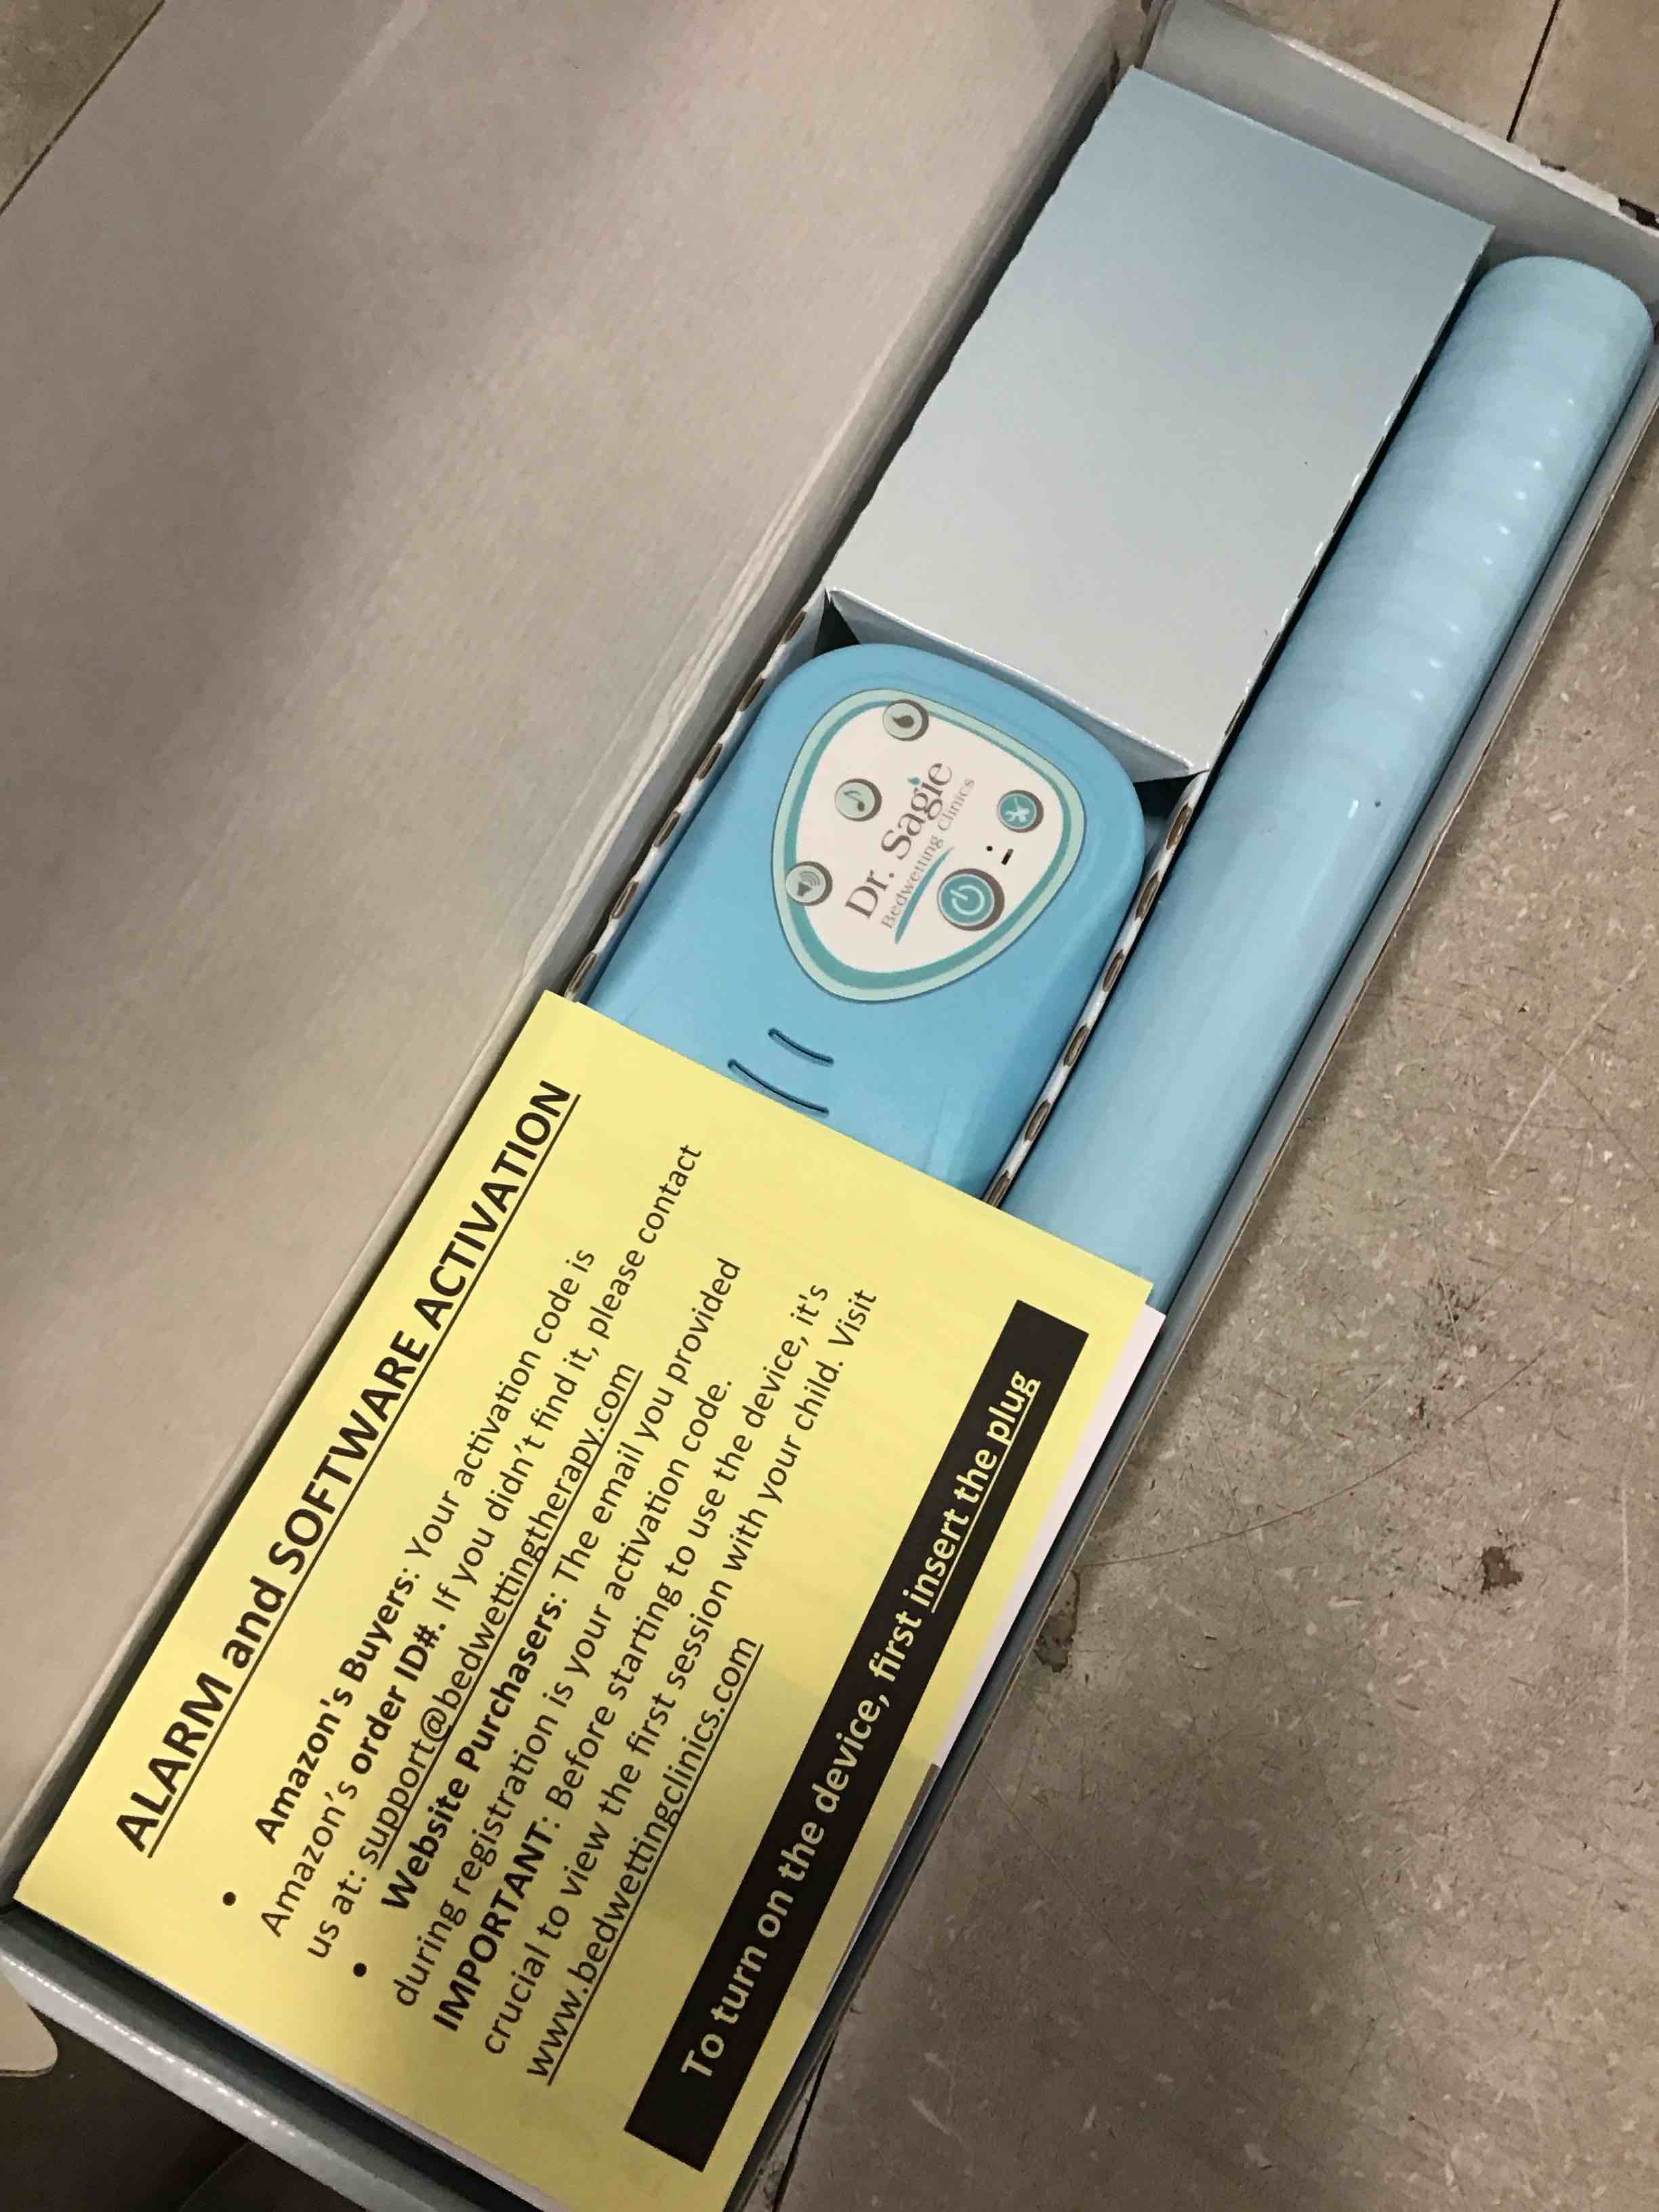 Dr. Sagie
Bedwetting Clinics
ALARM and SOFTWARE ACTIVATION
• Amazon's Buyers: Your activation code is
Amazon's order ID#. If you didn't find it, please contact
us at: support@bedwettingtherapy.com
• Website Purchasers: The email you provided
during registration is your activation code.
IMPORTANT: Before starting to use the device, it's
crucial to view the first session with your child. Visit
www.bedwettingclinics.com
To turn on the device, first insert the plug